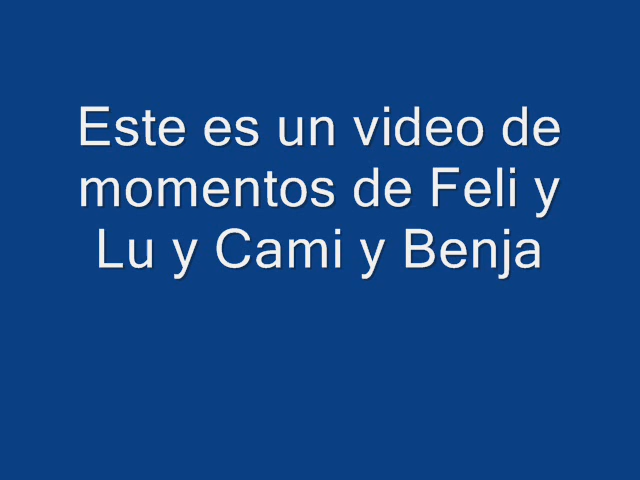 Este es un video de
momentos de Feli y
Lu y Cami y Benja